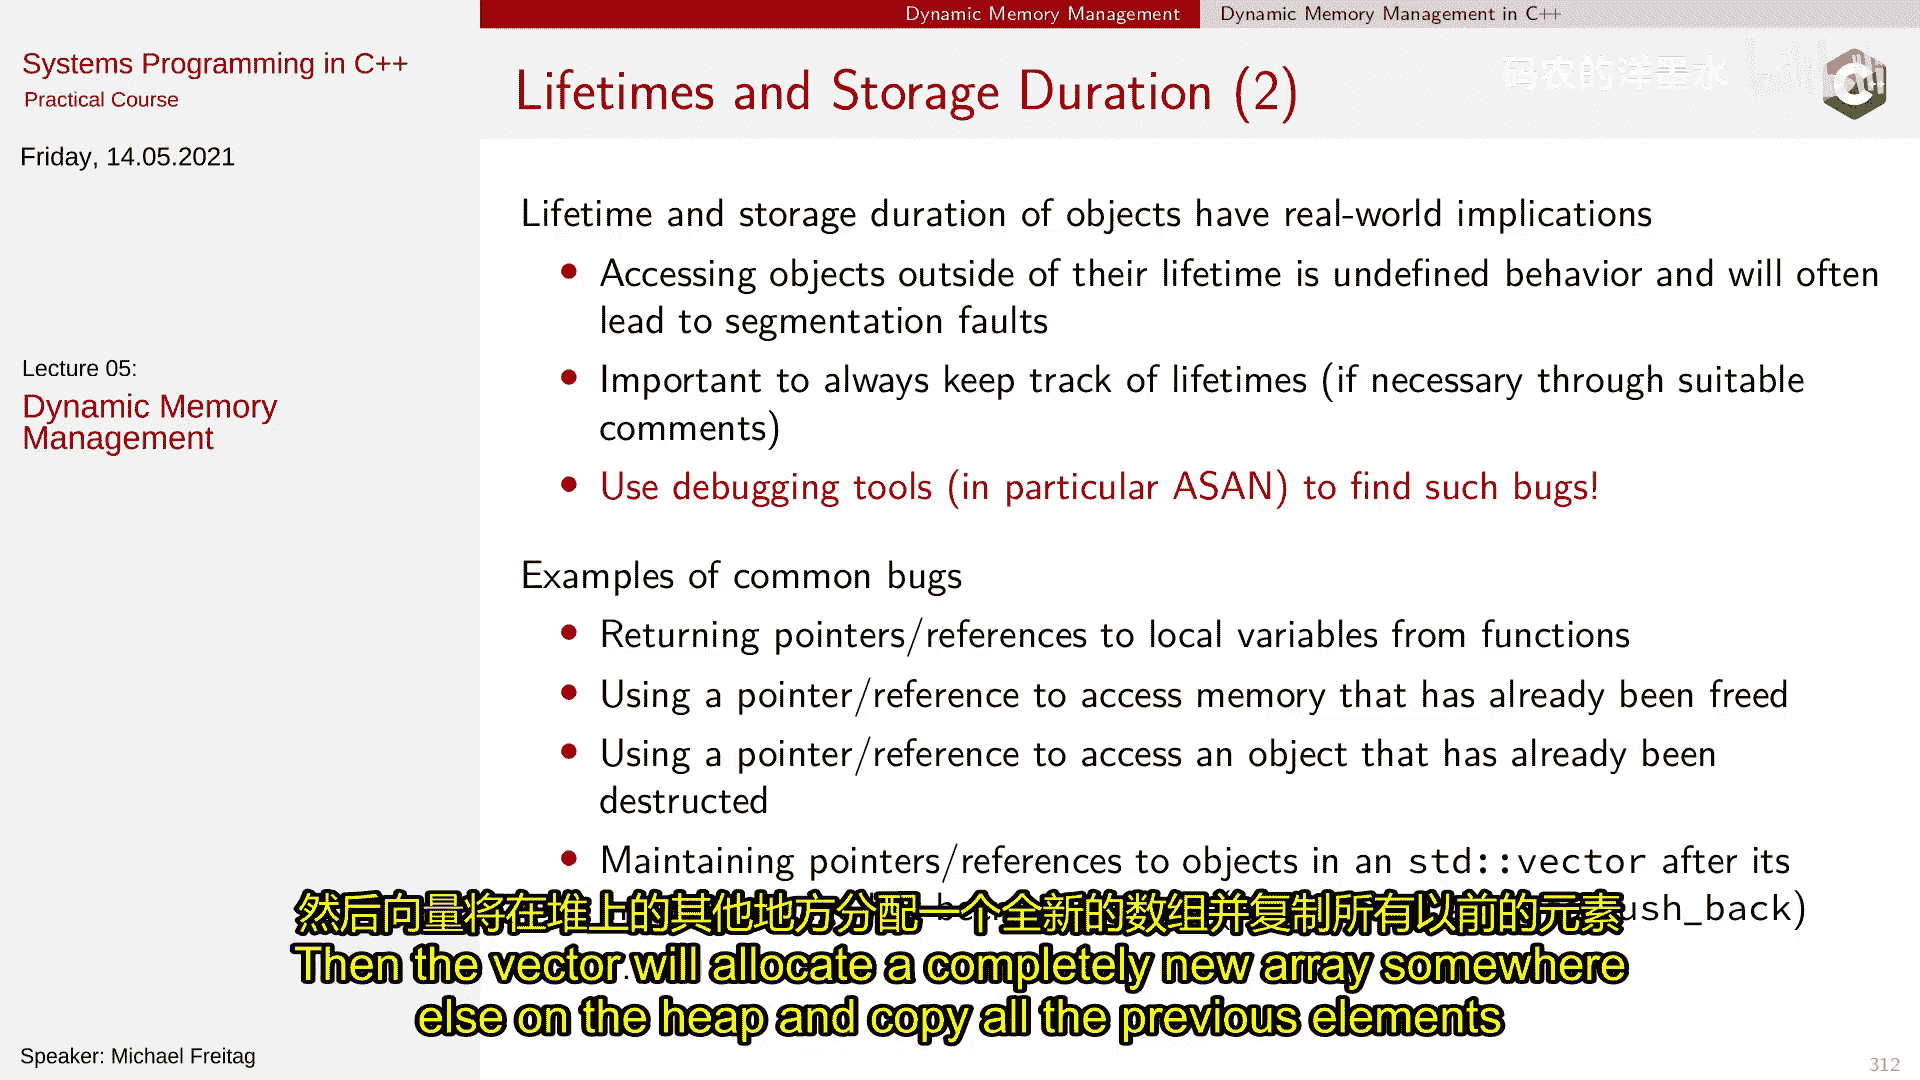 Dynamic Memory Management
Dynamic Memory Management in C++
Systems Programming in C++
Practical Course
Friday, 14.05.2021
Lifetimes and Storage Duration (2)
码农的洋墨水
Lifetime and storage duration of objects have real-world implications
• Accessing objects outside of their lifetime is undefined behavior and will often
lead to segmentation faults
• Important to always keep track of lifetimes (if necessary through suitable
comments)
• Use debugging tools (in particular ASAN) to find such bugs!
Lecture 05:
Dynamic Memory
Management
Examples of common bugs
• Returning pointers/references to local variables from functions
• Using a pointer/reference to access memory that has already been freed
• Using a pointer/reference to access an object that has already been
destructed
• Maintaining pointers/references to objects in an std::vector after its
ush_back)
然后向量将在堆上的其他地方分配一个全新的数组并复制所有以前的元素
Then the vector will allocate a completely new array somewhere
else on the heap and copy all the previous elements
Speaker: Michael Freitag
312